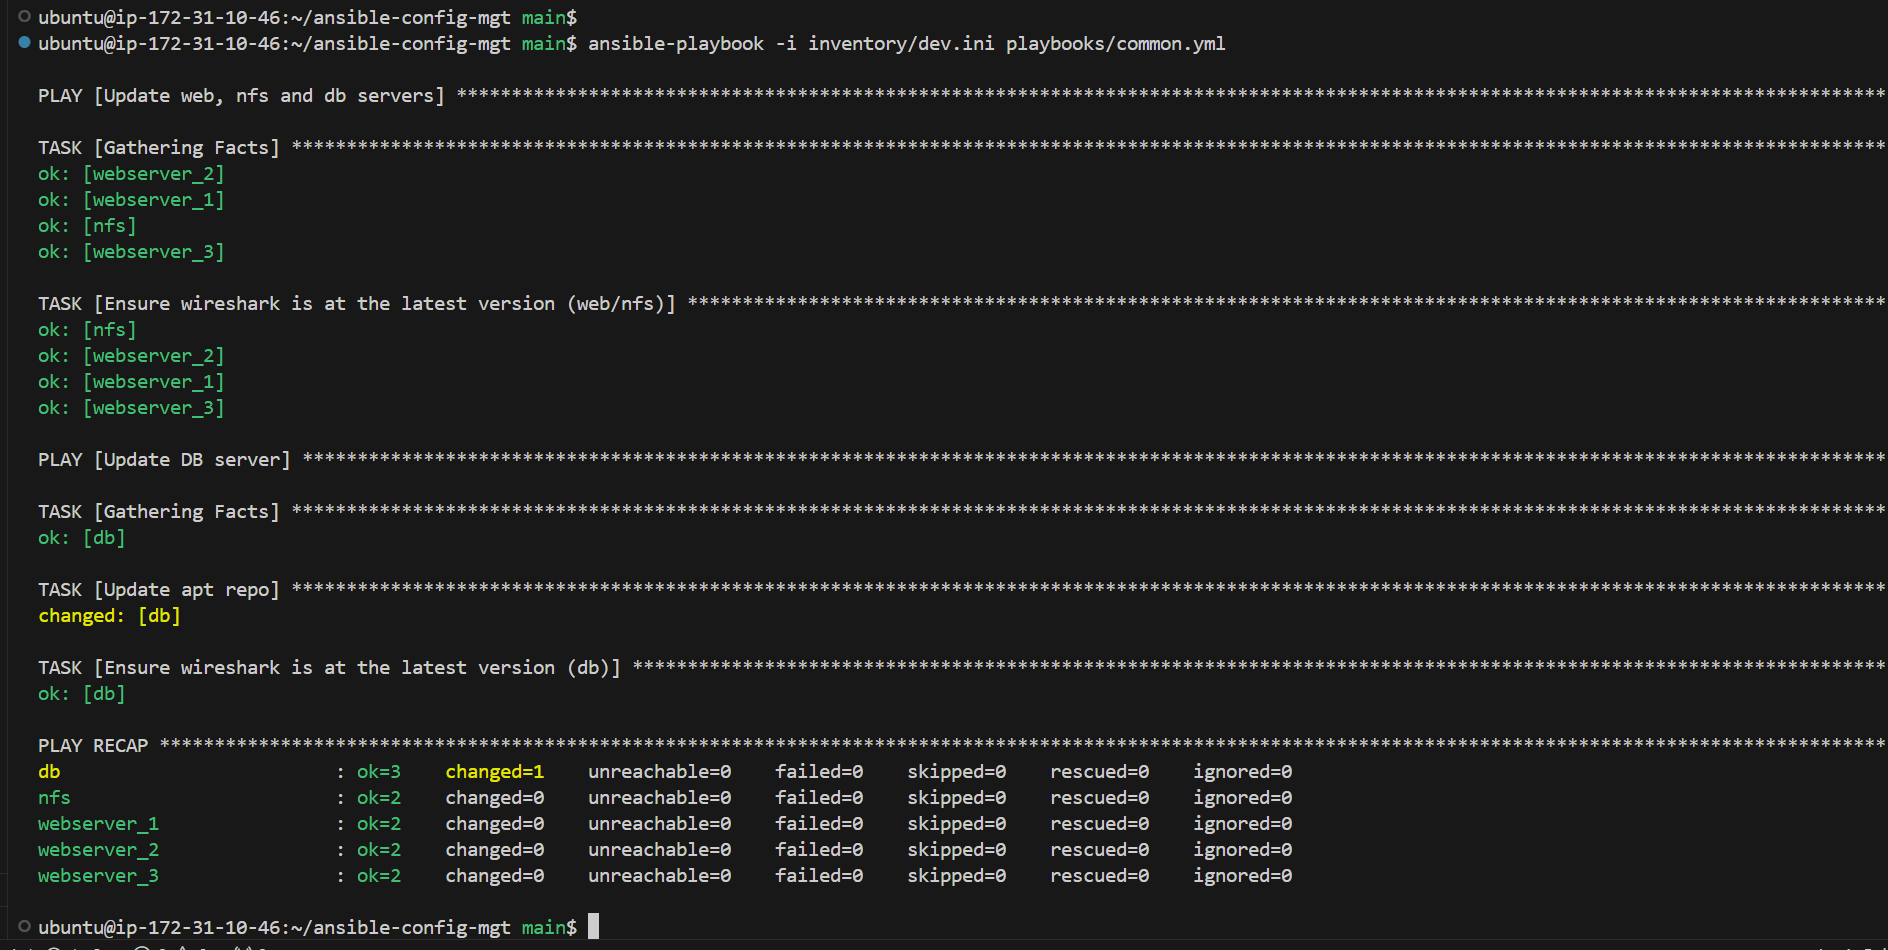 ubuntu@ip-172-31-10-46:~/ansible-config-mgt main$
ubuntu@ip-172-31-10-46:~/ansible-config-mgt main$ ansible-playbook -i inventory/dev.ini playbooks/common.yml
PLAY [Update web, nfs and db servers] **********************************************************************************************************************************
TASK [Gathering Facts] *************************************************************************************************************************************************
ok: [webserver_2]
ok: [webserver_1]
ok: [nfs]
ok: [webserver_3]
TASK [Ensure wireshark is at the latest version (web/nfs)] *************************************************************************************************************
ok: [nfs]
ok: [webserver_2]
ok: [webserver_1]
ok: [webserver_3]
PLAY [Update DB server] ************************************************************************************************************************************************
TASK [Gathering Facts] *************************************************************************************************************************************************
ok: [db]
TASK [Update apt repo] *************************************************************************************************************************************************
changed: [db]
TASK [Ensure wireshark is at the latest version (db)] ******************************************************************************************************************
ok: [db]
PLAY RECAP *************************************************************************************************************************************************************
db : ok=3 changed=1 unreachable=0 failed=0 skipped=0 rescued=0 ignored=0
nfs : ok=2 changed=0 unreachable=0 failed=0 skipped=0 rescued=0 ignored=0
webserver_1 : ok=2 changed=0 unreachable=0 failed=0 skipped=0 rescued=0 ignored=0
webserver_2 : ok=2 changed=0 unreachable=0 failed=0 skipped=0 rescued=0 ignored=0
webserver_3 : ok=2 changed=0 unreachable=0 failed=0 skipped=0 rescued=0 ignored=0
ubuntu@ip-172-31-10-46:~/ansible-config-mgt main$